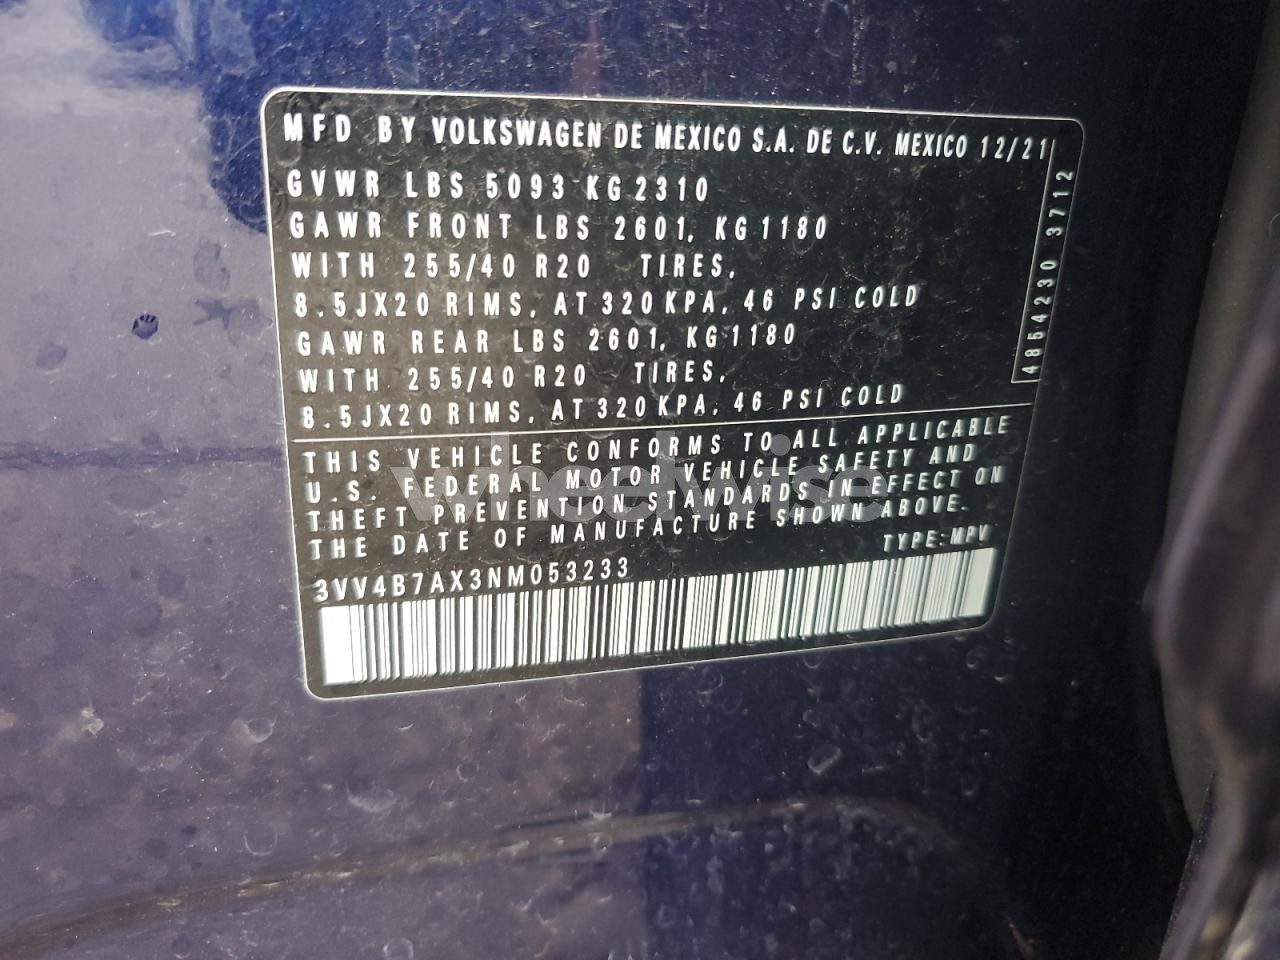 MFD BY VOLKSWAGEN DE MEXICO S.A. DE C.V. MEXICO 12/21
GVWR LBS 5093 KG 2310
GAWR FRONT LBS 2601, KG 1180
WITH 255/40 R20 TIRES,
8.5JX20 RIMS, AT 320 KPA, 46 PSI COLD
GAWR REAR LBS 2601, KG 1180
WITH 255/40 R20 TIRES,
8.5JX20 RIMS, AT 320 KPA, 46 PSI COLD
4854230 3712
THIS VEHICLE CONFORMS TO ALL APPLICABLE
U.S. FEDERAL MOTOR VEHICLE SAFETY AND
THEFT PREVENTION STANDARDS IN EFFECT ON
THE DATE OF MANUFACTURE SHOWN ABOVE.
TYPE: MPV
3VV4B7AX3NM053233
wheelwise